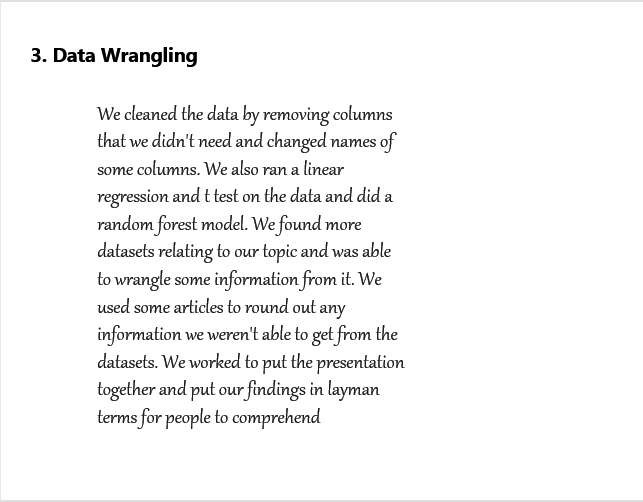 3. Data Wrangling
We cleaned the data by removing columns
that we didn't need and changed names of
some columns. We also ran a linear
regression and t test on the data and did a
random forest model. We found more
datasets relating to our topic and was able
to wrangle some information from it. We
used some articles to round out any
information we weren't able to get from the
datasets. We worked to put the presentation
together and put our findings in layman
terms for people to comprehend